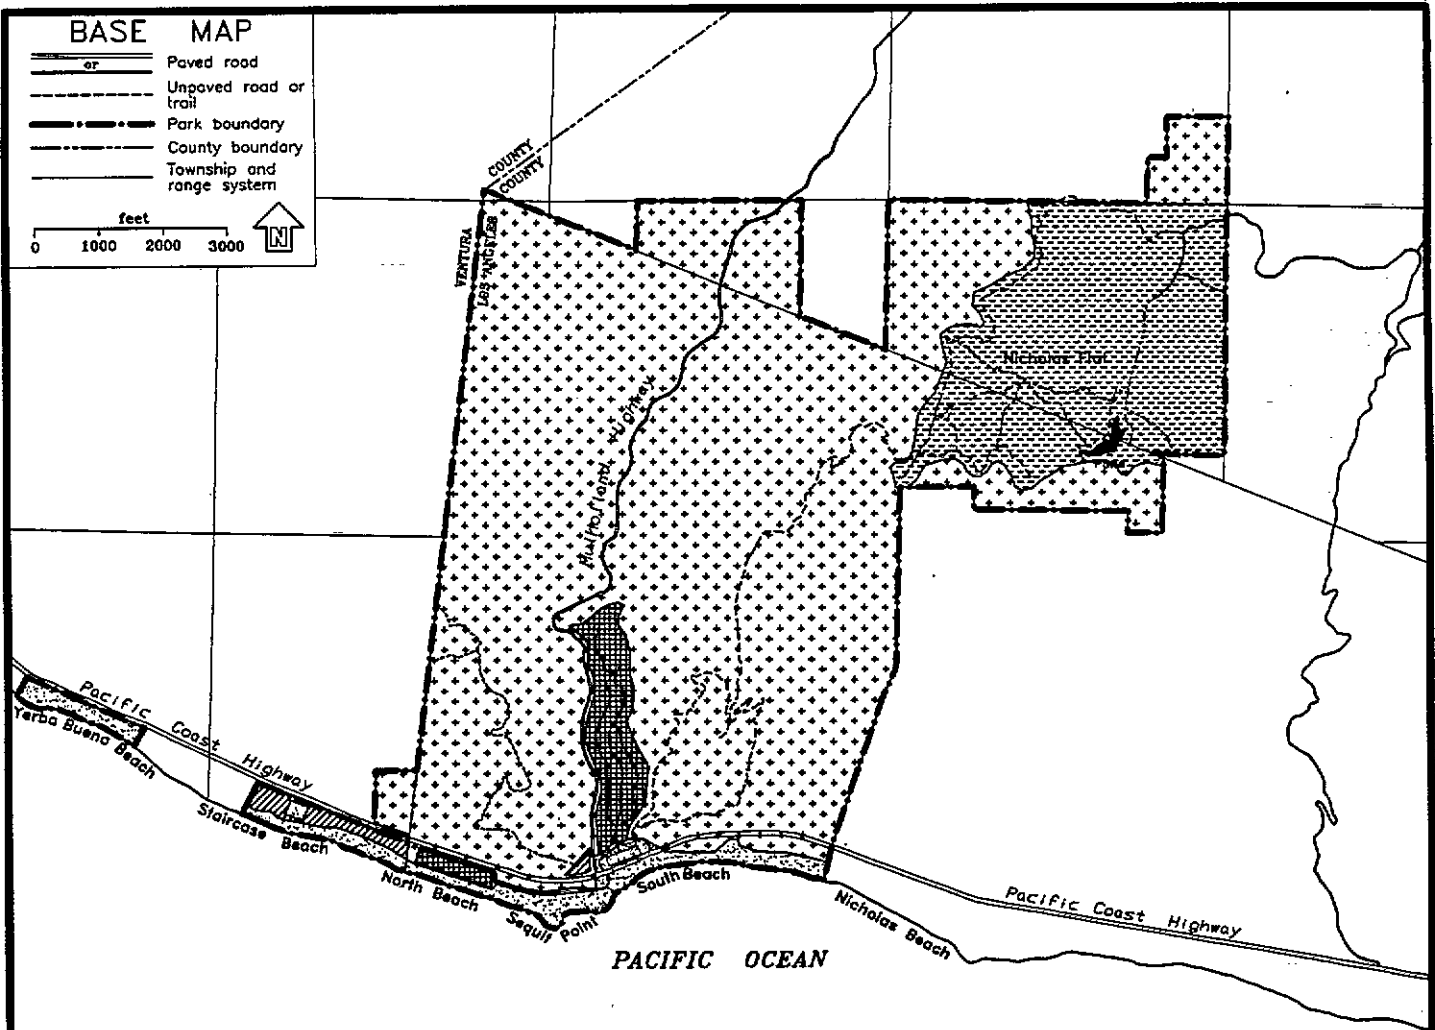 BASE MAP
or
Paved road
Unpaved road or
trail
Park boundary
County boundary
Township and
range system
feet
0 1000 2000 3000
N
COUNTY
COUNTY
VENTURA
LOS ANGELES
Nicholas Flat
Mulholland Highway
Pacific Coast Highway
Yerba Buena Beach
Staircase Beach
North Beach
Sequit Point
South Beach
Nicholas Beach
Pacific Coast Highway
PACIFIC OCEAN